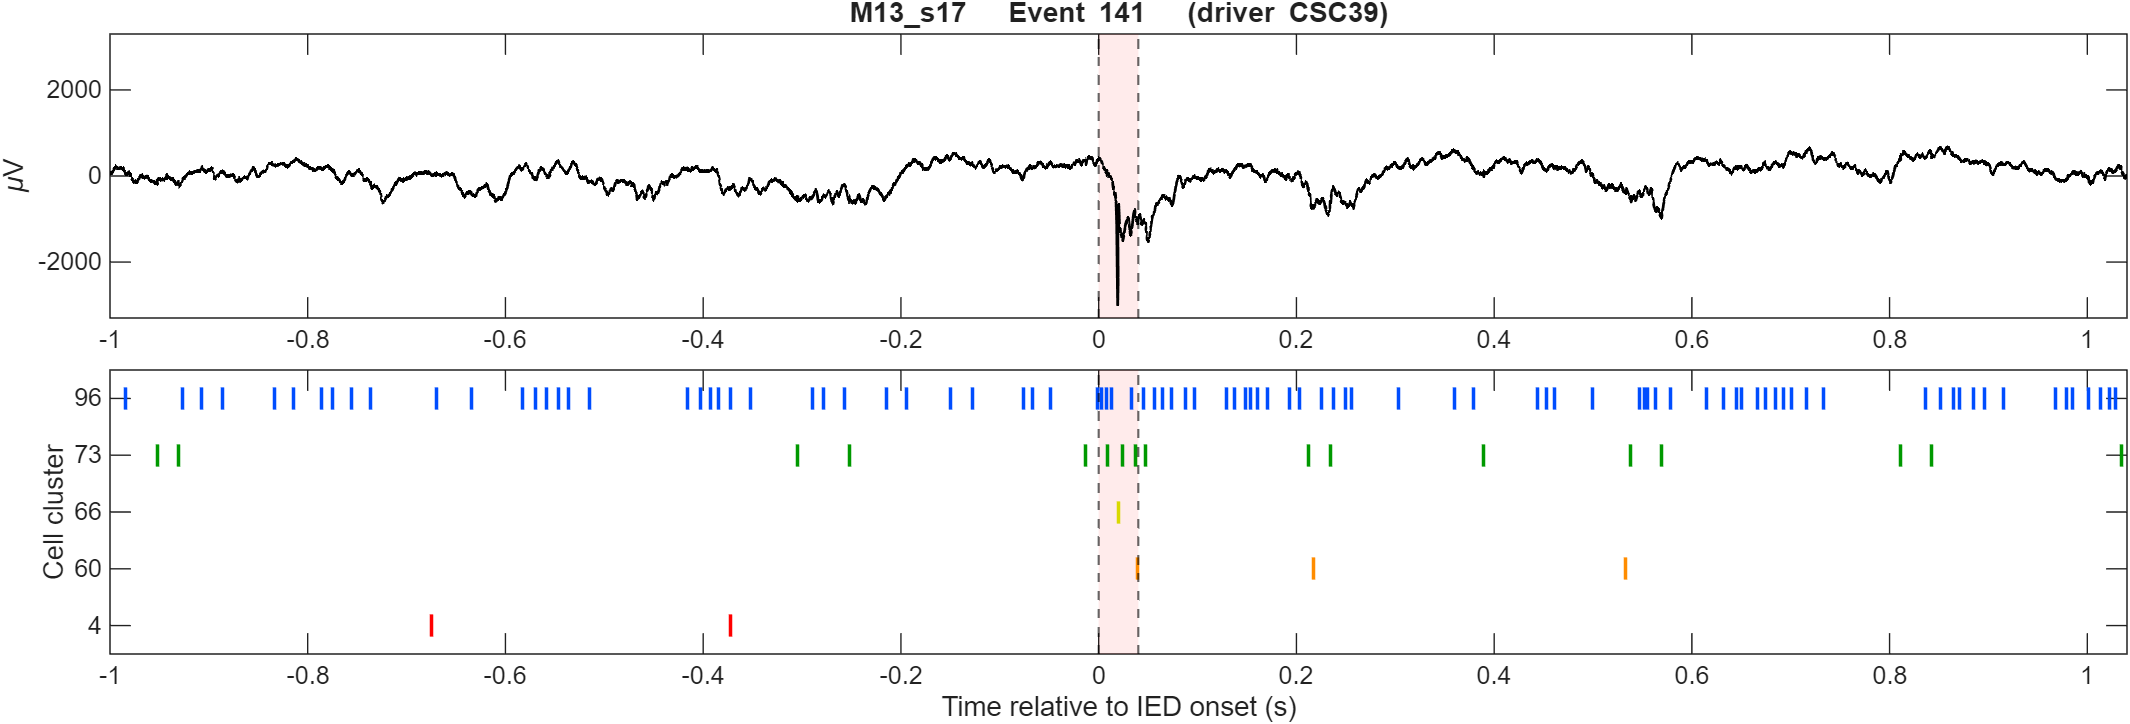 M13_s17 Event 141 (driver CSC39)
µV
2000
0
-2000
-1 -0.8 -0.6 -0.4 -0.2 0 0.2 0.4 0.6 0.8 1
Cell cluster
96
73
66
60
4
-1 -0.8 -0.6 -0.4 -0.2 0 0.2 0.4 0.6 0.8 1
Time relative to IED onset (s)